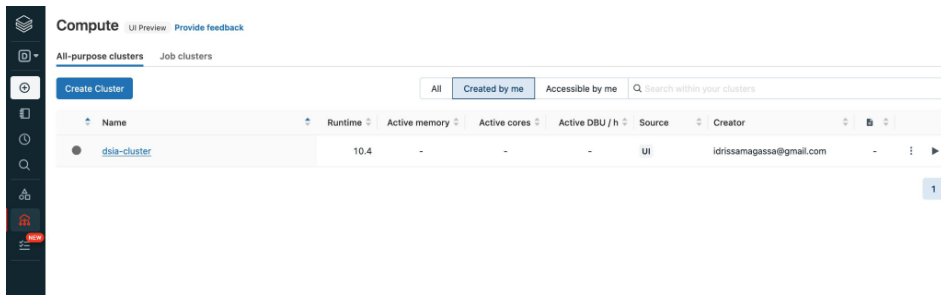 Compute UI Preview Provide feedback
D
All-purpose clusters Job clusters
Create Cluster All Created by me Accessible by me Search within your clusters
Name Runtime Active memory Active cores Active DBU / h Source Creator
dsia-cluster 10.4 - - - UI idrissamagassa@gmail.com -
1
NEW